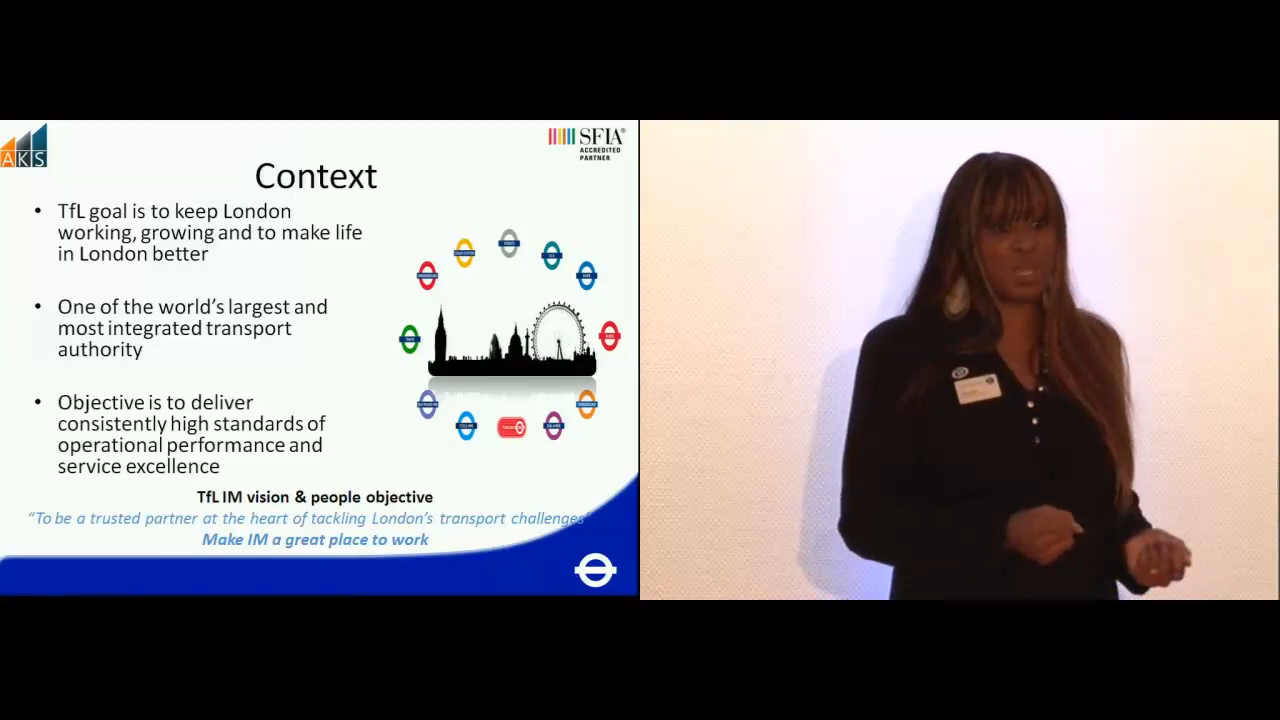 AKS
SFIA®
ACCREDITED
PARTNER
Context
• TfL goal is to keep London
working, growing and to make life
in London better
• One of the world's largest and
most integrated transport
authority
• Objective is to deliver
consistently high standards of
operational performance and
service excellence
TfL IM vision & people objective
“To be a trusted partner at the heart of tackling London's transport challenges”
Make IM a great place to work